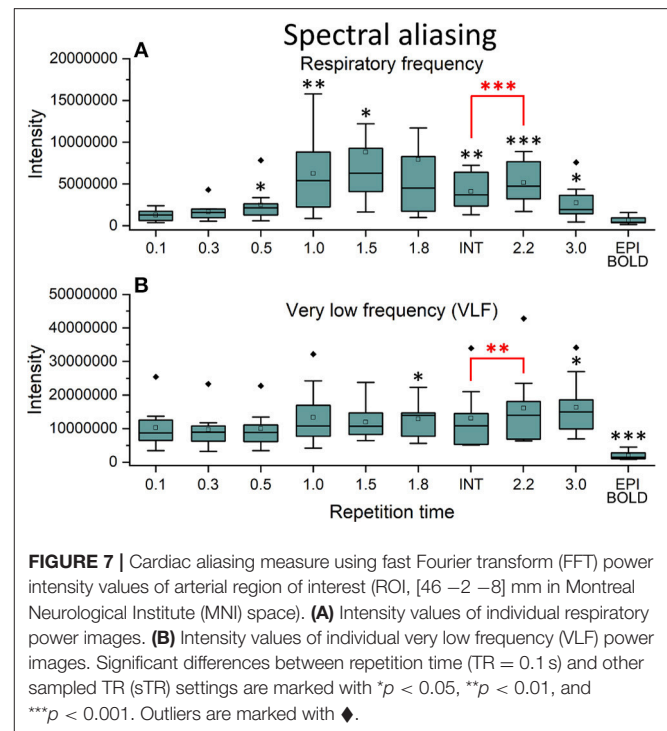 Spectral aliasing
A
Respiratory frequency
20000000
15000000
10000000
5000000
0
Intensity
**
*
*
***
**
***
*
0.1 0.3 0.5 1.0 1.5 1.8 INT 2.2 3.0 EPI
BOLD
B
Very low frequency (VLF)
50000000
40000000
30000000
20000000
10000000
0
Intensity
*
**
*
***
0.1 0.3 0.5 1.0 1.5 1.8 INT 2.2 3.0 EPI
BOLD
Repetition time
FIGURE 7 | Cardiac aliasing measure using fast Fourier transform (FFT) power
intensity values of arterial region of interest (ROI, [46 −2 −8] mm in Montreal
Neurological Institute (MNI) space). (A) Intensity values of individual respiratory
power images. (B) Intensity values of individual very low frequency (VLF) power
images. Significant differences between repetition time (TR = 0.1 s) and other
sampled TR (sTR) settings are marked with *p < 0.05, **p < 0.01, and
***p < 0.001. Outliers are marked with ◆.